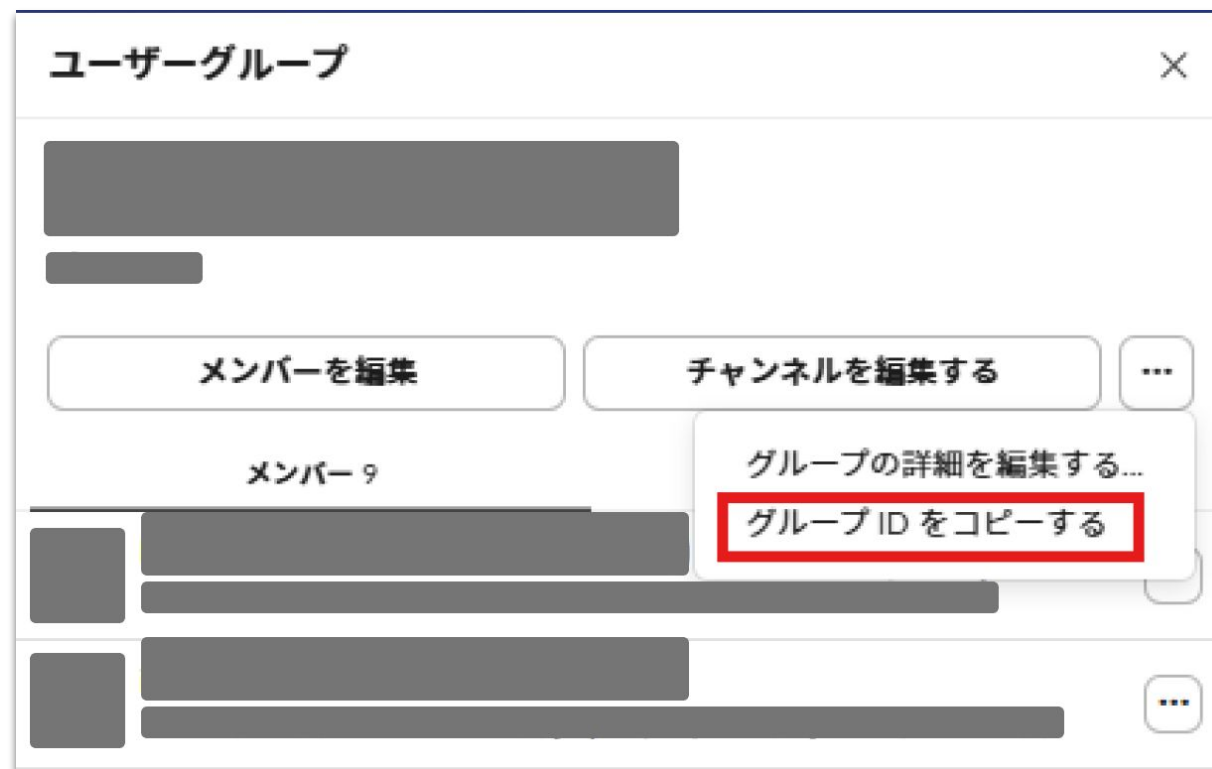 ユーザーグループ
メンバーを編集
チャンネルを編集する
メンバー 9
グループの詳細を編集する...
グループ ID をコピーする